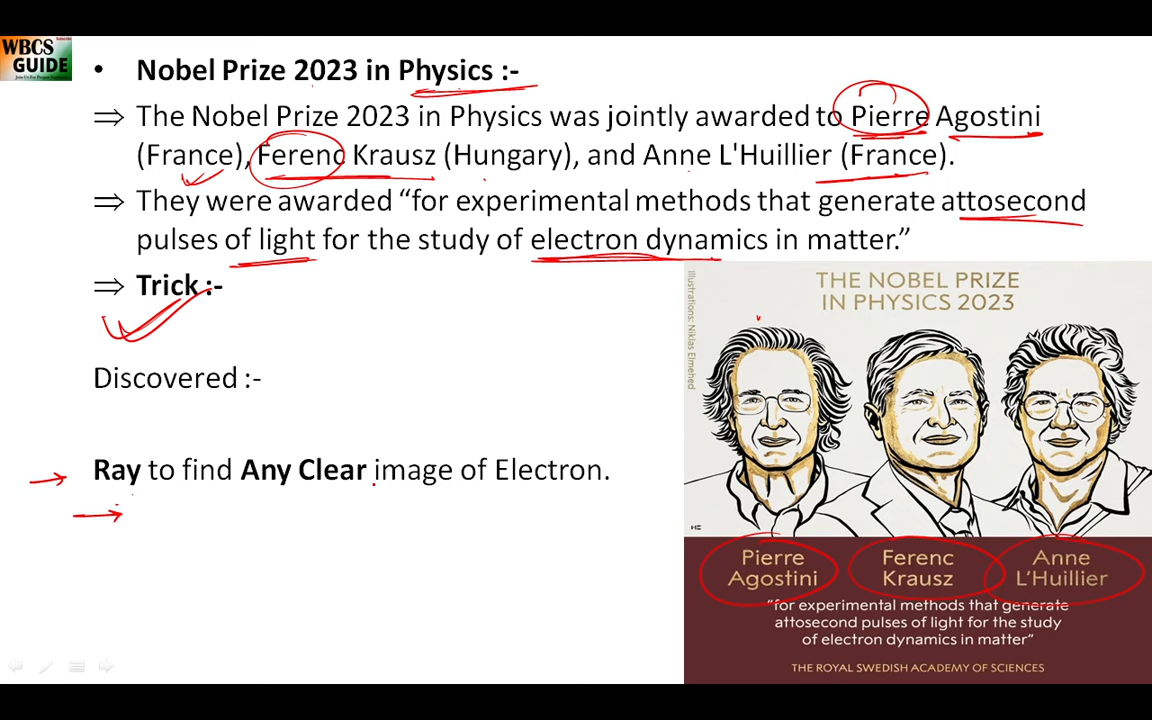 WBCS
GUIDE
• Nobel Prize 2023 in Physics :-
⇒ The Nobel Prize 2023 in Physics was jointly awarded to Pierre Agostini
(France), Ferenc Krausz (Hungary), and Anne L'Huillier (France).
⇒ They were awarded “for experimental methods that generate attosecond
pulses of light for the study of electron dynamics in matter.”
⇒ Trick :-
Discovered :-
Ray to find Any Clear image of Electron.
Illustrations: Niklas Elmehed
THE NOBEL PRIZE
IN PHYSICS 2023
Pierre
Agostini
Ferenc
Krausz
Anne
L'Huillier
“for experimental methods that generate
attosecond pulses of light for the study
of electron dynamics in matter”
THE ROYAL SWEDISH ACADEMY OF SCIENCES